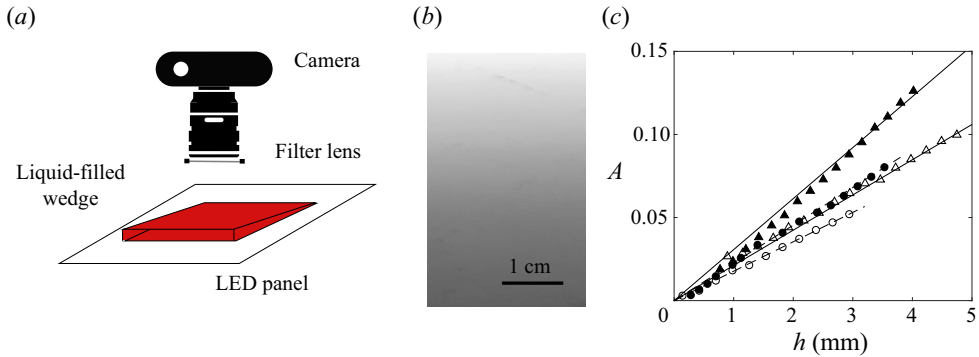 (a)
Camera
Filter lens
Liquid-filled
wedge
LED panel
(b)
1 cm
(c)
0.15
0.10
A
0.05
0
0 1 2 3 4 5
h (mm)